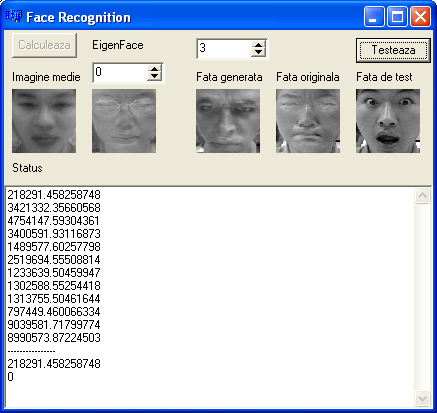 Face Recognition
Calculeaza
EigenFace
3
Testeaza
0
Imagine medie
Fata generata
Fata originala
Fata de test
Status
218291.458258748
3421332.35660568
4754147.59304361
3400591.93116873
1489577.60257798
2519694.55508814
1233639.50459947
1302588.55254418
1313755.50461644
797449.460066334
9039581.71799774
8990573.87224503
----------------
218291.458258748
0